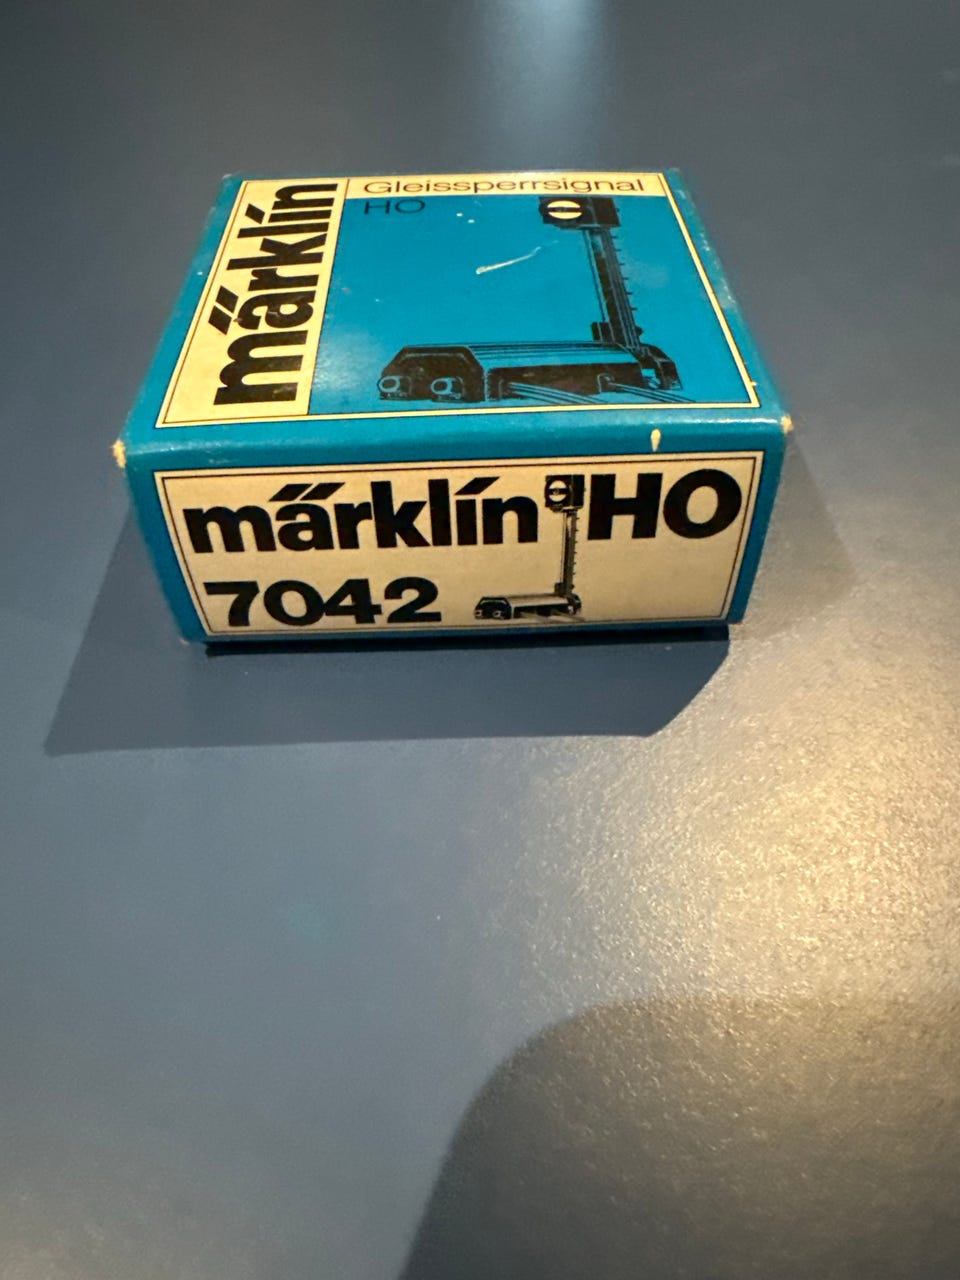 märklin
Gleissperrsignal
HO
märklin HO
7042